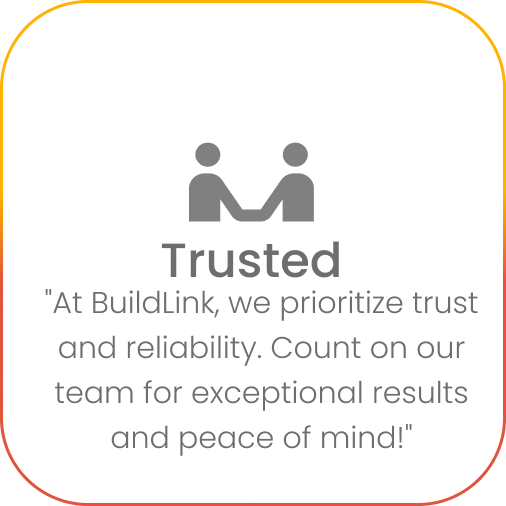 Trusted
"At BuildLink, we prioritize trust
and reliability. Count on our
team for exceptional results
and peace of mind!"